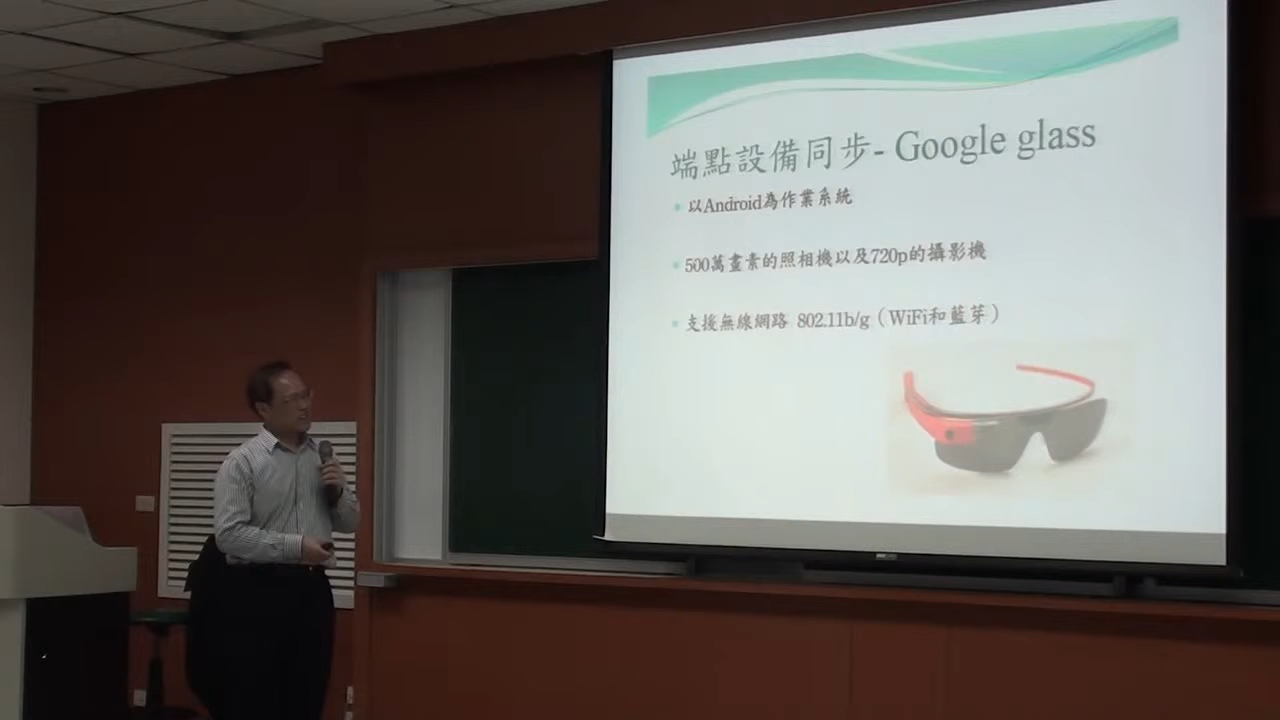 端點設備同步- Google glass
以Android為作業系統
500萬畫素的照相機以及720p的攝影機
支援無線網路 802.11b/g（WiFi和藍芽）